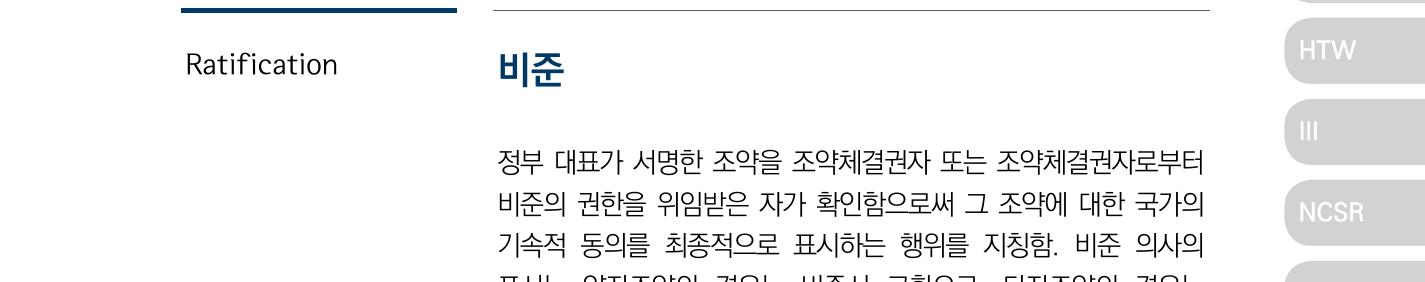 Ratification
비준
정부 대표가 서명한 조약을 조약체결권자 또는 조약체결권자로부터
비준의 권한을 위임받은 자가 확인함으로써 그 조약에 대한 국가의
기속적 동의를 최종적으로 표시하는 행위를 지칭함. 비준 의사의
HTW
III
NCSR